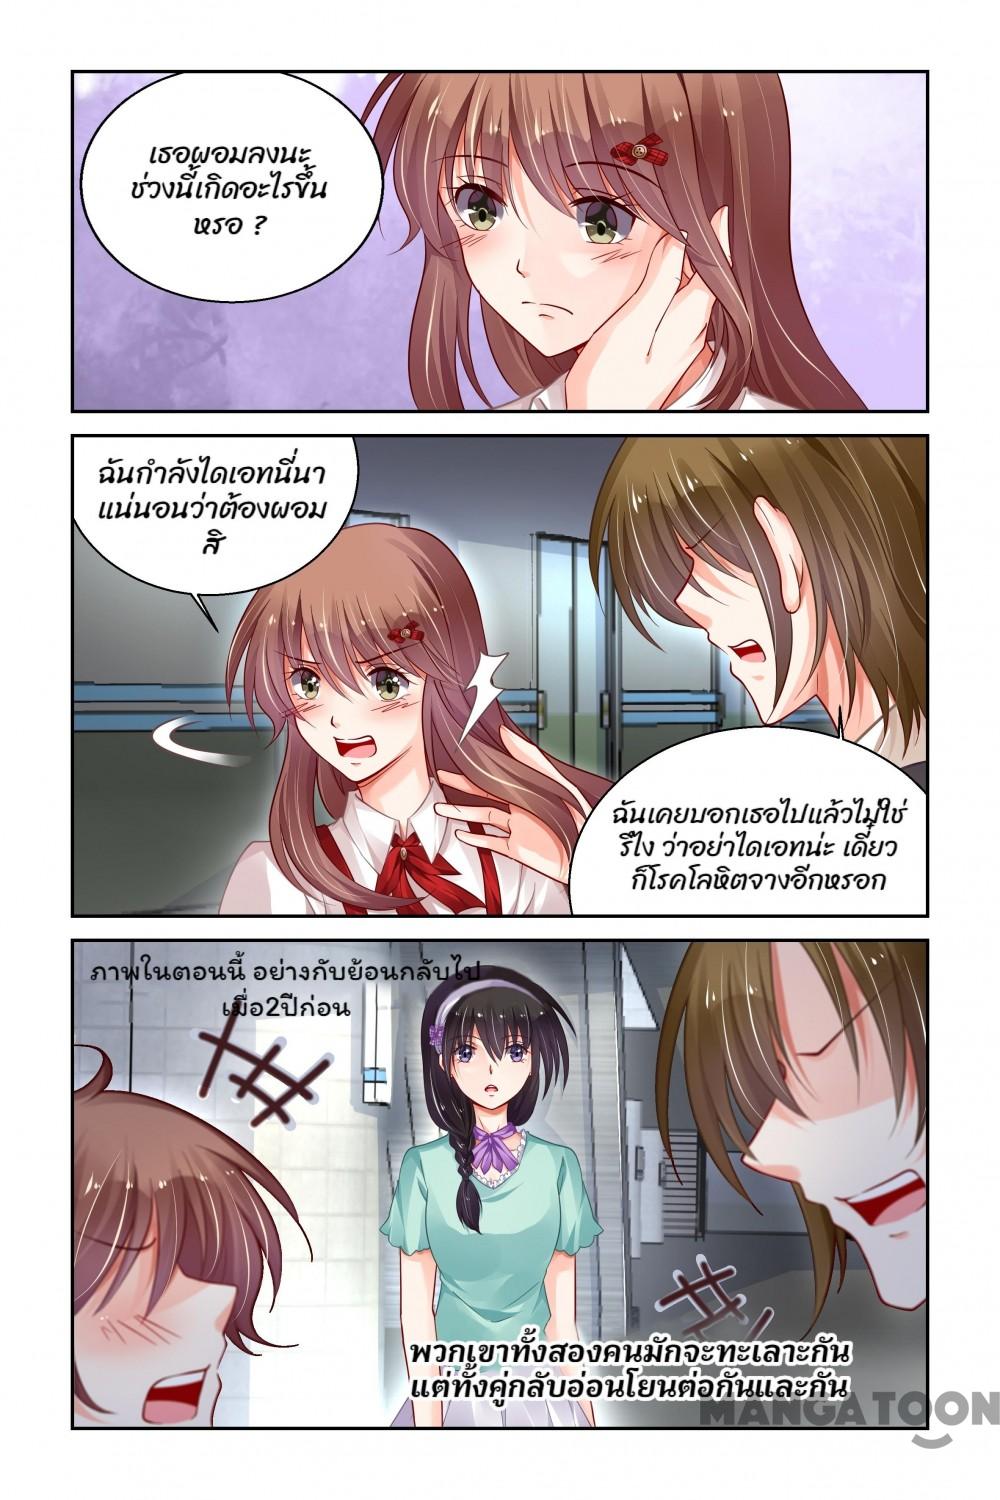 เธอผอมลงนะ
ช่วงนี้เกิดอะไรขึ้น
หรอ ?
ฉันกำลังไดเอทนี่นา
แน่นอนว่าต้องผอม
สิ
ฉันเคยบอกเธอไปแล้วไม่ใช่
รึไง ว่าอย่าไดเอทน่ะ เดี๋ยว
ก็โรคโลหิตจางอีกหรอก
ภาพในตอนนี้ อย่างกับย้อนกลับไป
เมื่อ2ปีก่อน
พวกเขาทั้งสองคนมักจะทะเลาะกัน
แต่ทั้งคู่กลับอ่อนโยนต่อกันและกัน
MANGATOON